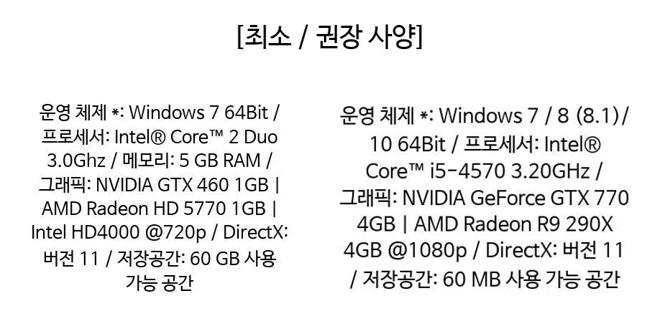 [최소 / 권장 사양]
운영 체제 *: Windows 7 64Bit /
프로세서: Intel® Core™ 2 Duo
3.0Ghz / 메모리: 5 GB RAM /
그래픽: NVIDIA GTX 460 1GB |
AMD Radeon HD 5770 1GB |
Intel HD4000 @720p / DirectX:
버전 11 / 저장공간: 60 GB 사용
가능 공간
운영 체제 *: Windows 7 / 8 (8.1)/
10 64Bit / 프로세서: Intel®
Core™ i5-4570 3.20GHz /
그래픽: NVIDIA GeForce GTX 770
4GB | AMD Radeon R9 290X
4GB @1080p / DirectX: 버전 11
/ 저장공간: 60 MB 사용 가능 공간